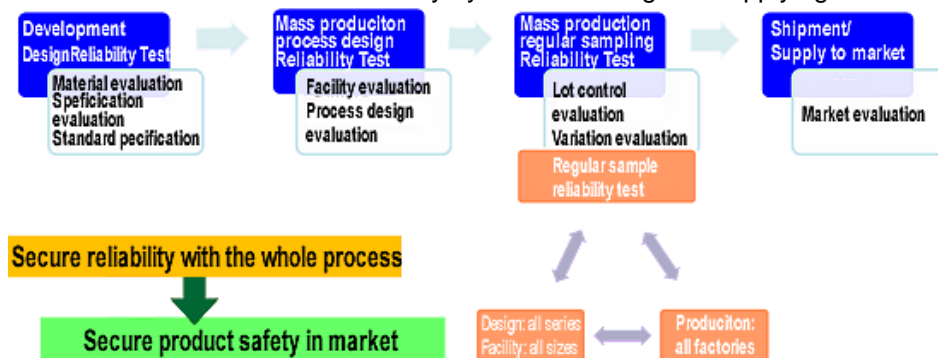 Development
DesignReliability Test
Material evaluation
Speficication
evaluation
Standard pecification
Mass produciton
process design
Reliability Test
Facility evaluation
Process design
evaluation
Mass production
regular sampling
Reliability Test
Lot control
evaluation
Variation evaluation
Regular sample
reliability test
Shipment/
Supply to market
Market evaluation
Secure reliability with the whole process
Secure product safety in market
Design: all series
Facility: all sizes
Produciton:
all factories